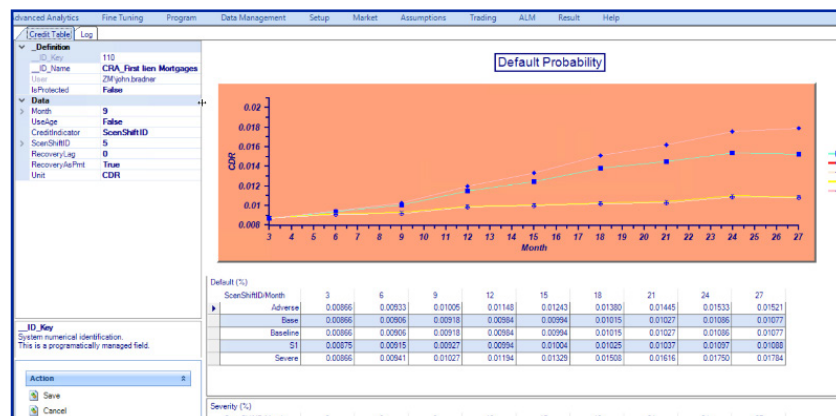 dvanced Analytics Fine Tuning Program Data Management Setup Market Assumptions Trading ALM Result Help
Credit Table Log
_Definition
__ID_Key 110
__ID_Name CRA_First lien Mortgages
User ZM\john.bradner
IsProtected False
Data
Month 9
UseAge False
CreditIndicator ScenShiftID
ScenShiftID 5
RecoveryLag 0
RecoveryAsPmt True
Unit CDR
__ID_Key
System numerical identification.
This is a programatically managed field.
Action
Save
Cancel
Default Probability
CDR
0.02
0.018
0.016
0.014
0.012
0.01
0.008
3 4 5 6 7 8 9 10 11 12 13 14 15 16 17 18 19 20 21 22 23 24 25 26 27
Month
Default (%)
ScenShiftID/Month 3 6 9 12 15 18 21 24 27
Adverse 0.00866 0.00933 0.01005 0.01148 0.01243 0.01380 0.01445 0.01533 0.01521
Base 0.00866 0.00906 0.00918 0.00984 0.00994 0.01015 0.01027 0.01086 0.01077
Baseline 0.00866 0.00906 0.00918 0.00984 0.00994 0.01015 0.01027 0.01086 0.01077
S1 0.00875 0.00915 0.00927 0.00994 0.01004 0.01025 0.01037 0.01097 0.01088
Severe 0.00866 0.00941 0.01027 0.01194 0.01329 0.01508 0.01616 0.01750 0.01784
Severity (%)